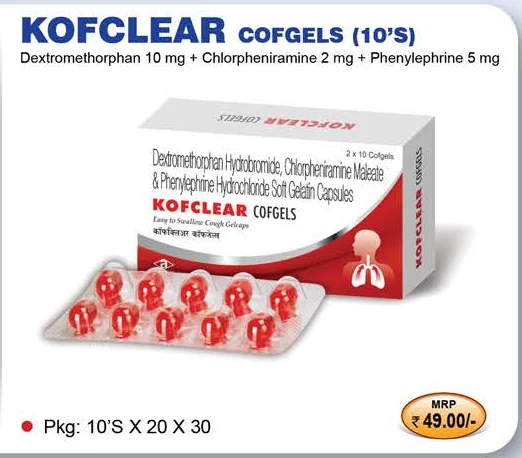 KOFCLEAR COFGELS (10'S)
Dextromethorphan 10 mg + Chlorpheniramine 2 mg + Phenylephrine 5 mg
KOFCLEAR COFGELS
2 x 10 Cofgels
Dextromethorphan Hydrobromide, Chlorpheniramine Maleate
& Phenylephrine Hydrochloride Soft Gelatin Capsules
KOFCLEAR COFGELS
Easy to Swallow Cough Gelcaps
कॉफक्लिअर कॉफजेल्स
KOFCLEAR COFGELS
Pkg: 10'S X 20 X 30
MRP
₹ 49.00/-